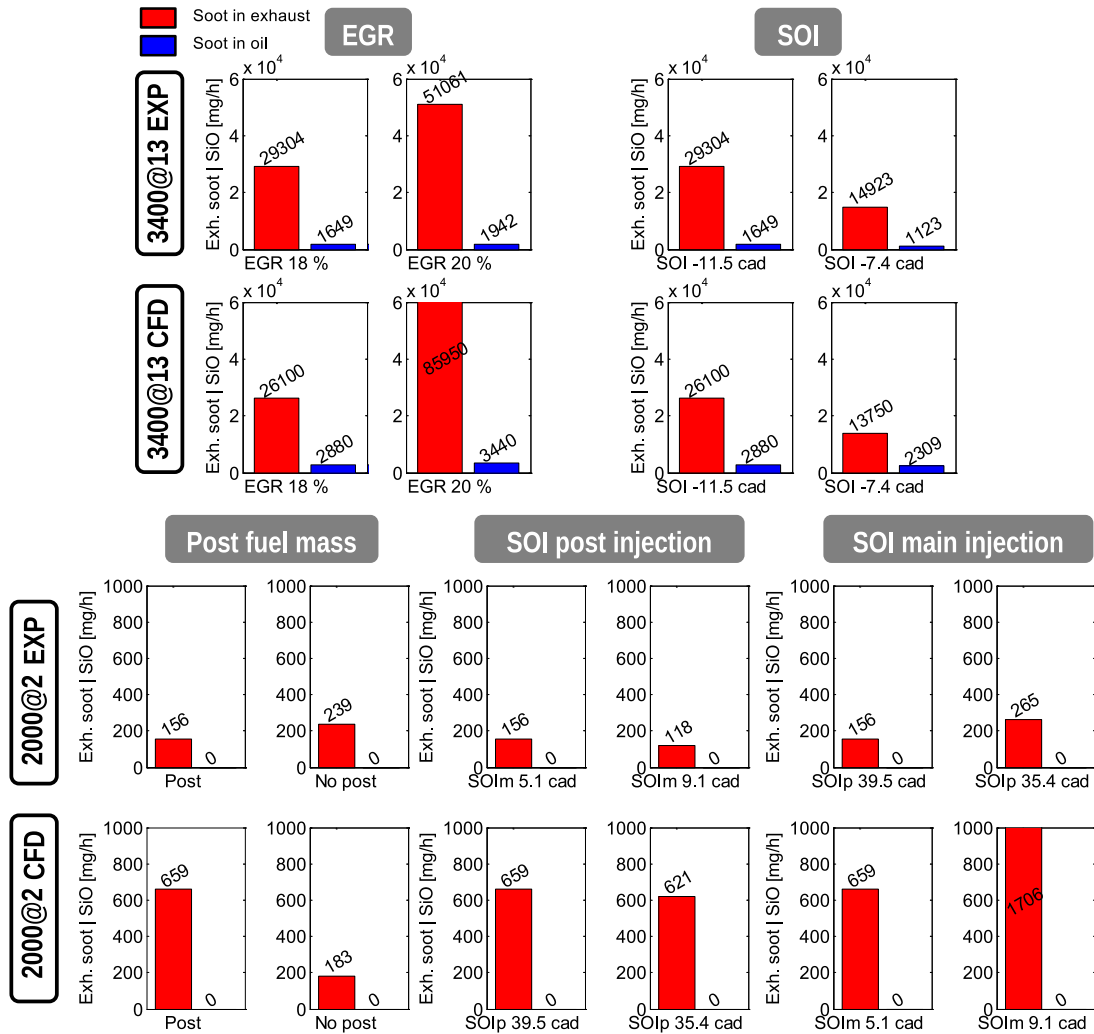 Soot in exhaust
Soot in oil
EGR
SOI
3400@13 EXP
Exh. soot | SiO [mg/h]
x 10^4
6
4
2
0
29304
1649
EGR 18 %
x 10^4
6
4
2
0
51061
1942
EGR 20 %
Exh. soot | SiO [mg/h]
x 10^4
6
4
2
0
29304
1649
SOI -11.5 cad
x 10^4
6
4
2
0
14923
1123
SOI -7.4 cad
3400@13 CFD
Exh. soot | SiO [mg/h]
x 10^4
6
4
2
0
26100
2880
EGR 18 %
x 10^4
6
4
2
0
85950
3440
EGR 20 %
Exh. soot | SiO [mg/h]
x 10^4
6
4
2
0
26100
2880
SOI -11.5 cad
x 10^4
6
4
2
0
13750
2309
SOI -7.4 cad
Post fuel mass
SOI post injection
SOI main injection
2000@2 EXP
Exh. soot | SiO [mg/h]
1000
800
600
400
200
0
156
0
Post
1000
800
600
400
200
0
239
0
No post
Exh. soot | SiO [mg/h]
1000
800
600
400
200
0
156
0
SOIm 5.1 cad
1000
800
600
400
200
0
118
0
SOIm 9.1 cad
Exh. soot | SiO [mg/h]
1000
800
600
400
200
0
156
0
SOIp 39.5 cad
1000
800
600
400
200
0
265
0
SOIp 35.4 cad
2000@2 CFD
Exh. soot | SiO [mg/h]
1000
800
600
400
200
0
659
0
Post
1000
800
600
400
200
0
183
0
No post
Exh. soot | SiO [mg/h]
1000
800
600
400
200
0
659
0
SOIp 39.5 cad
1000
800
600
400
200
0
621
0
SOIp 35.4 cad
Exh. soot | SiO [mg/h]
1000
800
600
400
200
0
659
0
SOIm 5.1 cad
1000
800
600
400
200
0
1706
0
SOIm 9.1 cad